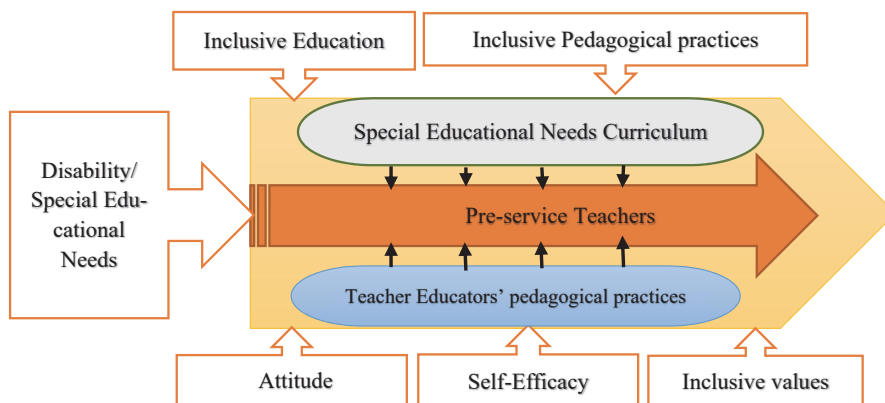 Inclusive Education
Inclusive Pedagogical practices
Special Educational Needs Curriculum
Disability/
Special Edu-
cational
Needs
Pre-service Teachers
Teacher Educators’ pedagogical practices
Attitude
Self-Efficacy
Inclusive values